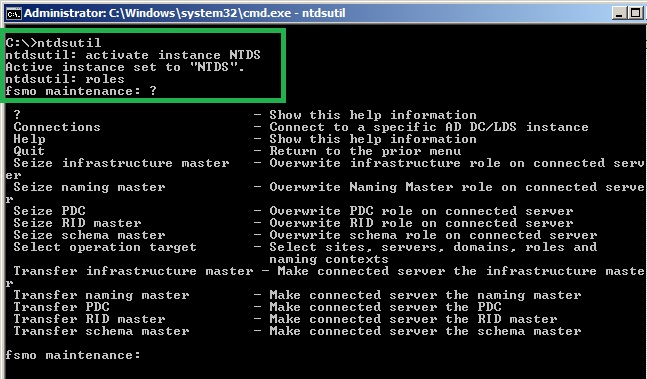 Administrator: C:\Windows\system32\cmd.exe - ntdsutil
C:\>ntdsutil
ntdsutil: activate instance NTDS
Active instance set to "NTDS".
ntdsutil: roles
fsmo maintenance: ?
? - Show this help information
Connections - Connect to a specific AD DC/LDS instance
Help - Show this help information
Quit - Return to the prior menu
Seize infrastructure master - Overwrite infrastructure role on connected serv
er
Seize naming master - Overwrite Naming Master role on connected serve
r
Seize PDC - Overwrite PDC role on connected server
Seize RID master - Overwrite RID role on connected server
Seize schema master - Overwrite schema role on connected server
Select operation target - Select sites, servers, domains, roles and
naming contexts
Transfer infrastructure master - Make connected server the infrastructure maste
r
Transfer naming master - Make connected server the naming master
Transfer PDC - Make connected server the PDC
Transfer RID master - Make connected server the RID master
Transfer schema master - Make connected server the schema master
fsmo maintenance: